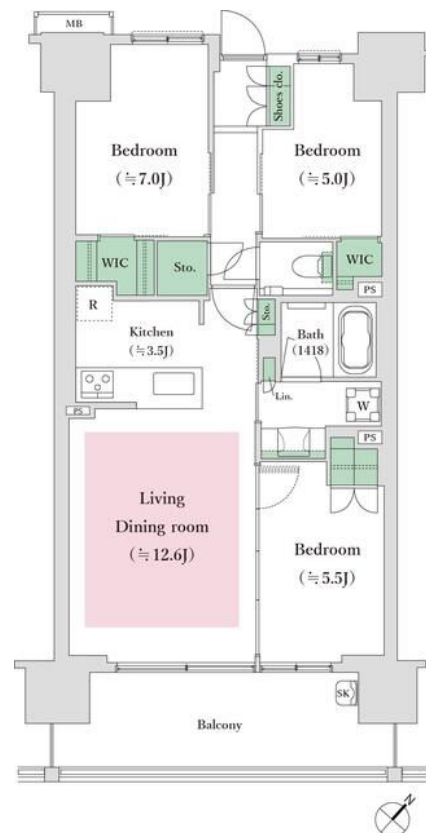 MB
Shoes clo.
Bedroom
(≒7.0J)
Bedroom
(≒5.0J)
WIC
Sto.
WIC
PS
R
Kitchen
(≒3.5J)
Sto.
Bath
(1418)
Lin.
W
PS
PS
Living
Dining room
(≒12.6J)
Bedroom
(≒5.5J)
SK
Balcony
N